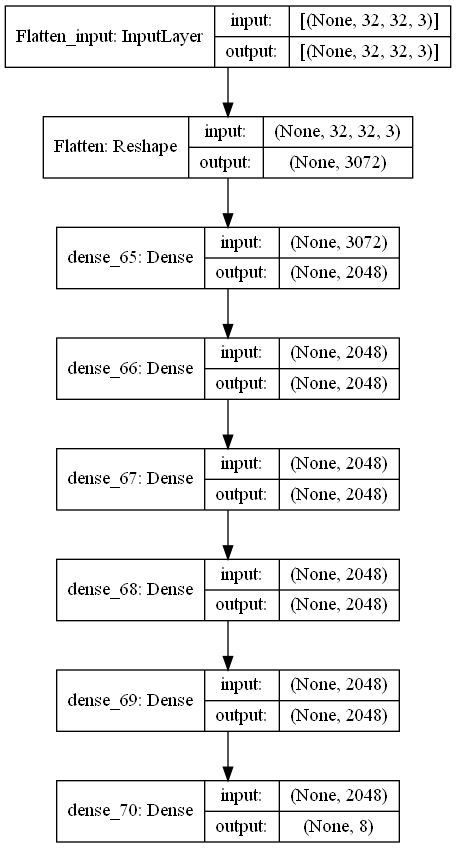 Flatten_input: InputLayer
input:
[(None, 32, 32, 3)]
output:
[(None, 32, 32, 3)]
Flatten: Reshape
input:
(None, 32, 32, 3)
output:
(None, 3072)
dense_65: Dense
input:
(None, 3072)
output:
(None, 2048)
dense_66: Dense
input:
(None, 2048)
output:
(None, 2048)
dense_67: Dense
input:
(None, 2048)
output:
(None, 2048)
dense_68: Dense
input:
(None, 2048)
output:
(None, 2048)
dense_69: Dense
input:
(None, 2048)
output:
(None, 2048)
dense_70: Dense
input:
(None, 2048)
output:
(None, 8)